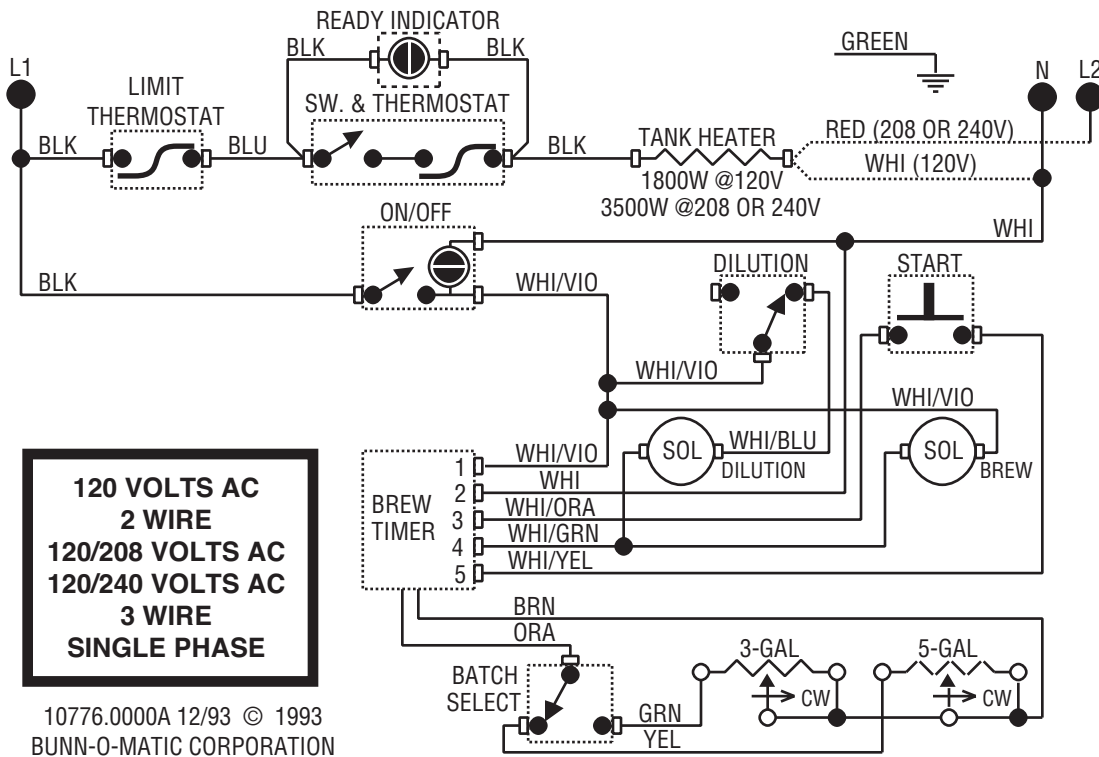 READY INDICATOR
BLK
BLK
GREEN
L1
N
L2
LIMIT
THERMOSTAT
SW. & THERMOSTAT
BLK
BLU
BLK
TANK HEATER
1800W @120V
3500W @208 OR 240V
RED (208 OR 240V)
WHI (120V)
ON/OFF
WHI
BLK
WHI/VIO
DILUTION
START
WHI/VIO
WHI/VIO
SOL
WHI/BLU
DILUTION
SOL
BREW
BREW
TIMER
1
WHI/VIO
2
WHI
3
WHI/ORA
4
WHI/GRN
5
WHI/YEL
BRN
ORA
BATCH
SELECT
3-GAL
CW
5-GAL
CW
GRN
YEL
120 VOLTS AC
2 WIRE
120/208 VOLTS AC
120/240 VOLTS AC
3 WIRE
SINGLE PHASE
10776.0000A 12/93 © 1993
BUNN-O-MATIC CORPORATION